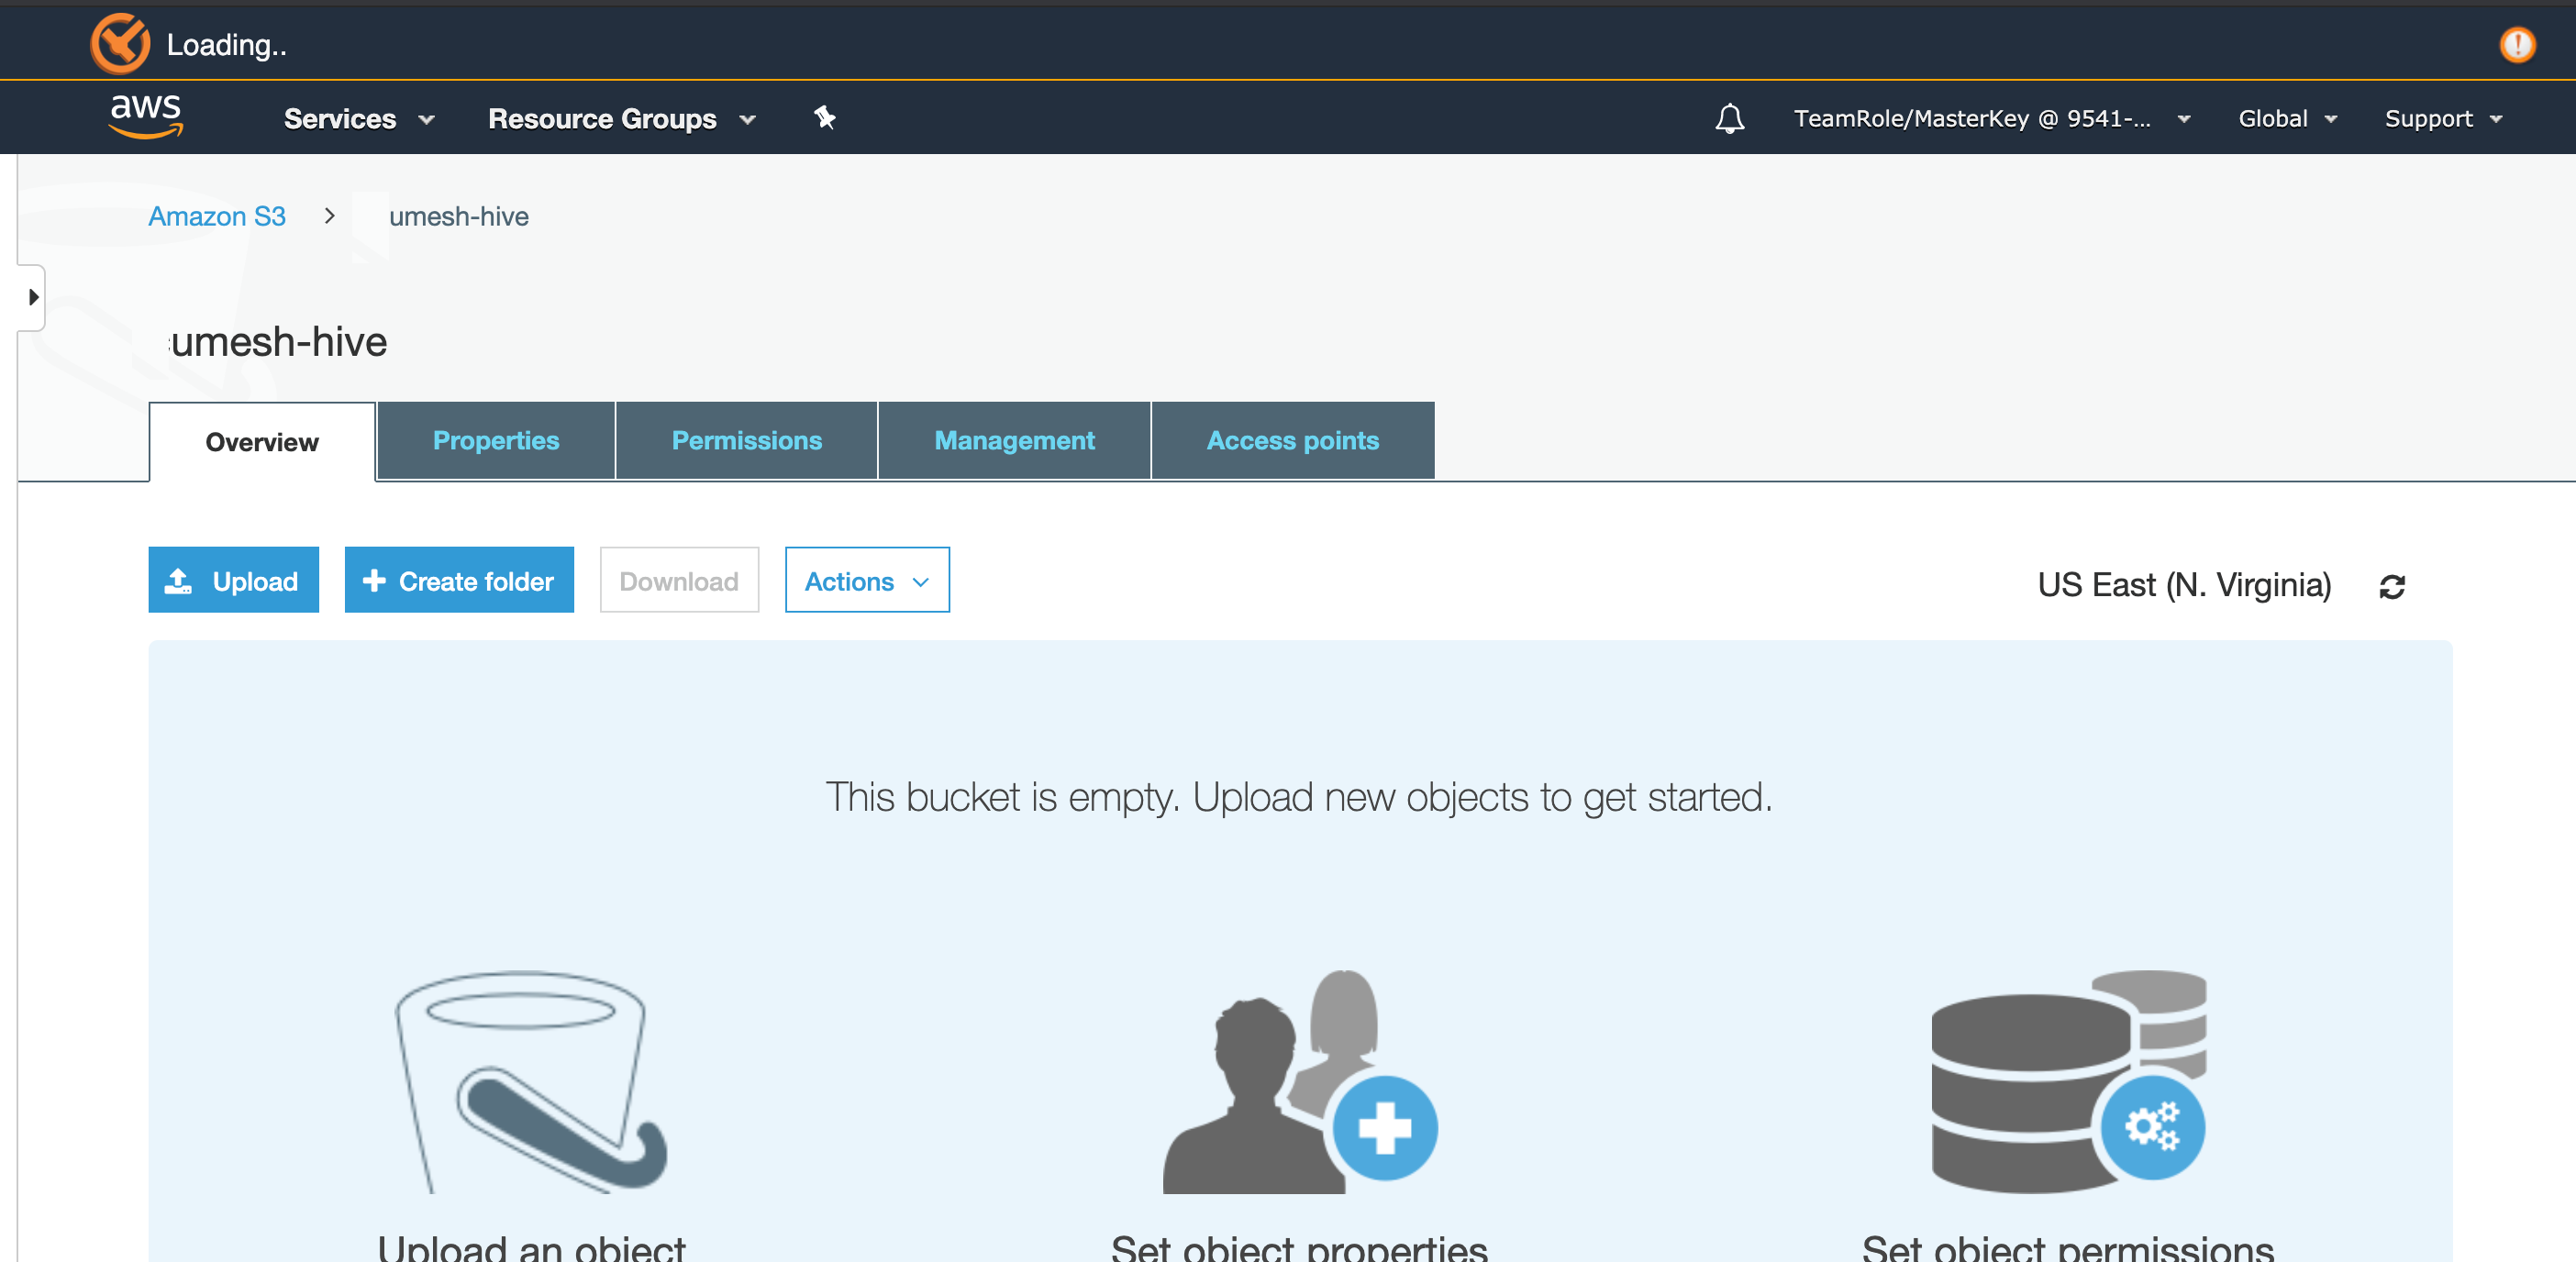 Loading..
aws Services Resource Groups TeamRole/MasterKey @ 9541-... Global Support
Amazon S3 > umesh-hive
umesh-hive
Overview Properties Permissions Management Access points
Upload Create folder Download Actions US East (N. Virginia)
This bucket is empty. Upload new objects to get started.
Upload an object Set object properties Set object permissions